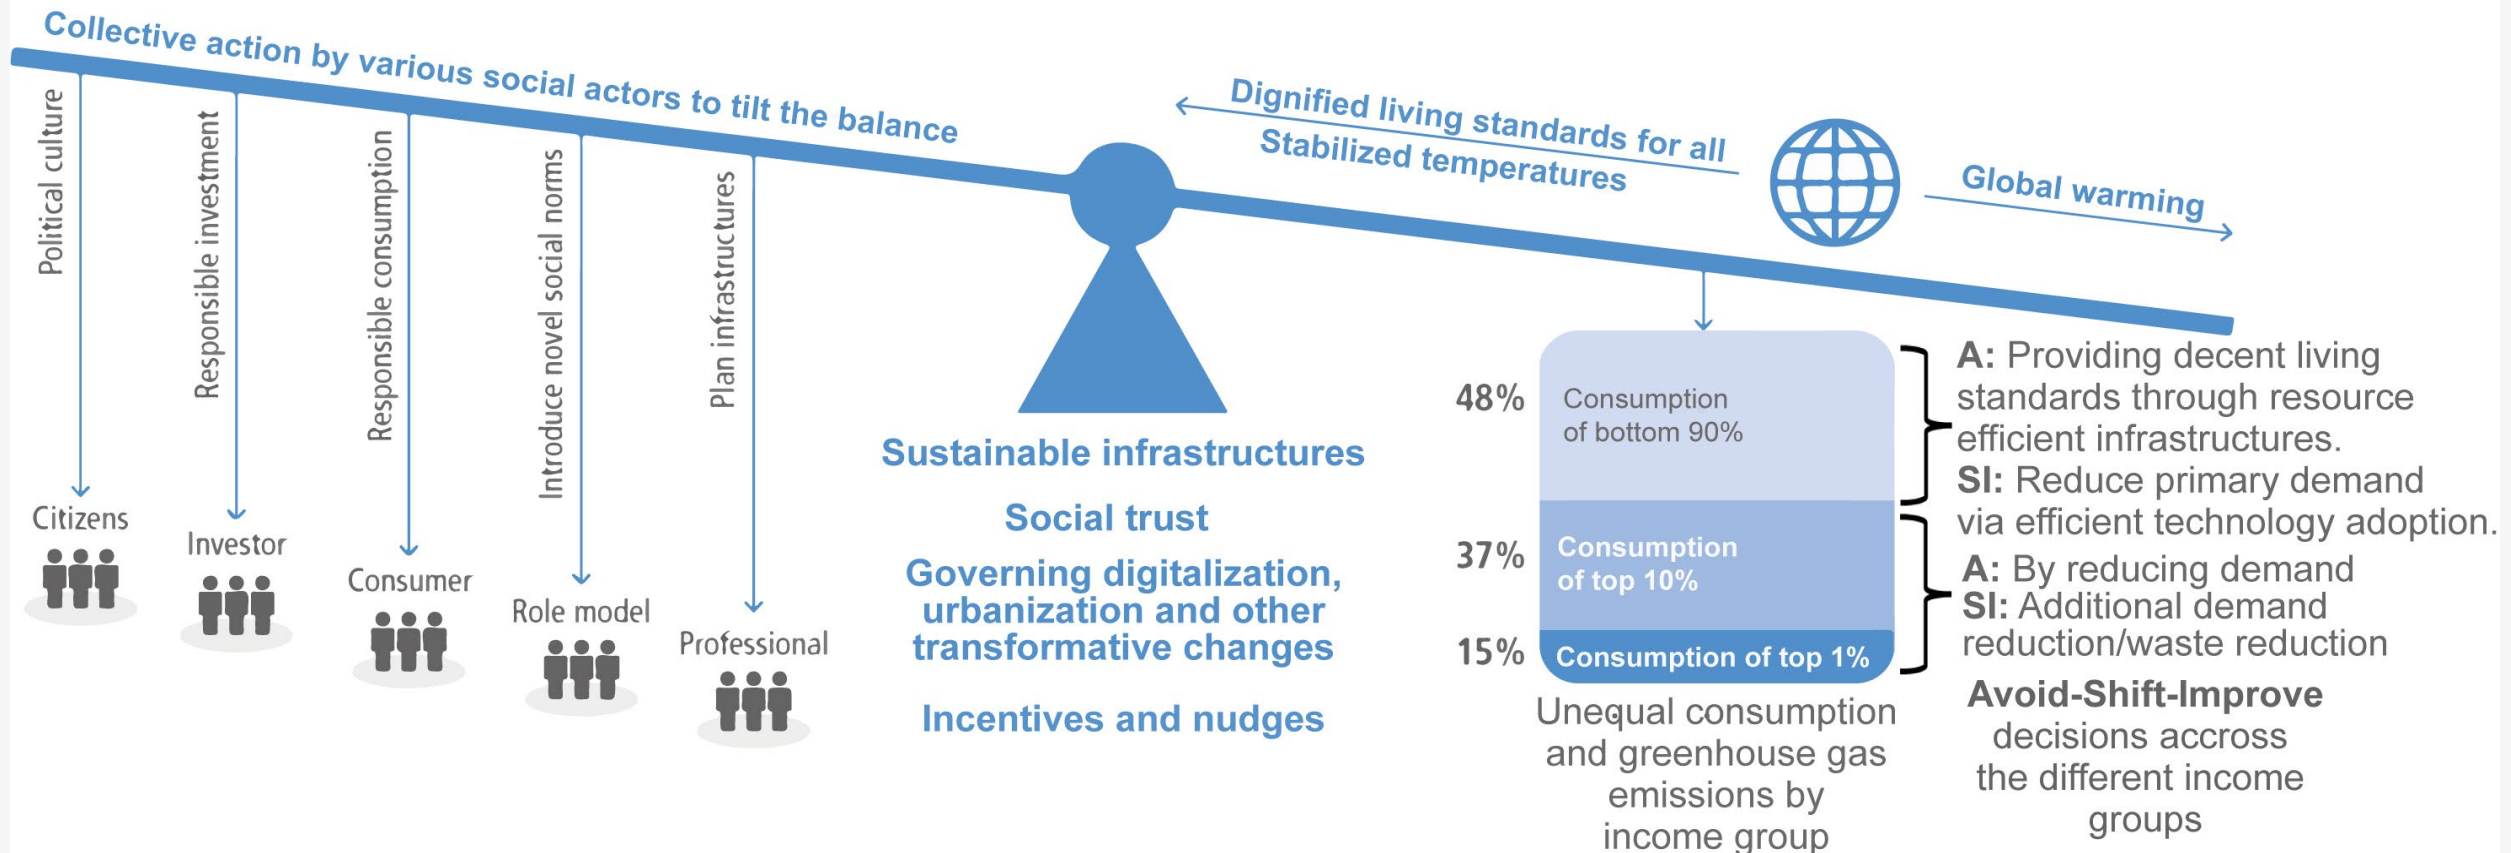 Collective action by various social actors to tilt the balance
Dignified living standards for all
Stabilized temperatures
Global warming
Political culture
Responsible investment
Responsible consumption
Introduce novel social norms
Plan infrastructures
Citizens
Investor
Consumer
Role model
Professional
Sustainable infrastructures
Social trust
Governing digitalization,
urbanization and other
transformative changes
Incentives and nudges
48%
Consumption
of bottom 90%
37%
Consumption
of top 10%
15%
Consumption of top 1%
Unequal consumption
and greenhouse gas
emissions by
income group
A: Providing decent living
standards through resource
efficient infrastructures.
SI: Reduce primary demand
via efficient technology adoption.
A: By reducing demand
SI: Additional demand
reduction/waste reduction
Avoid-Shift-Improve
decisions accross
the different income
groups